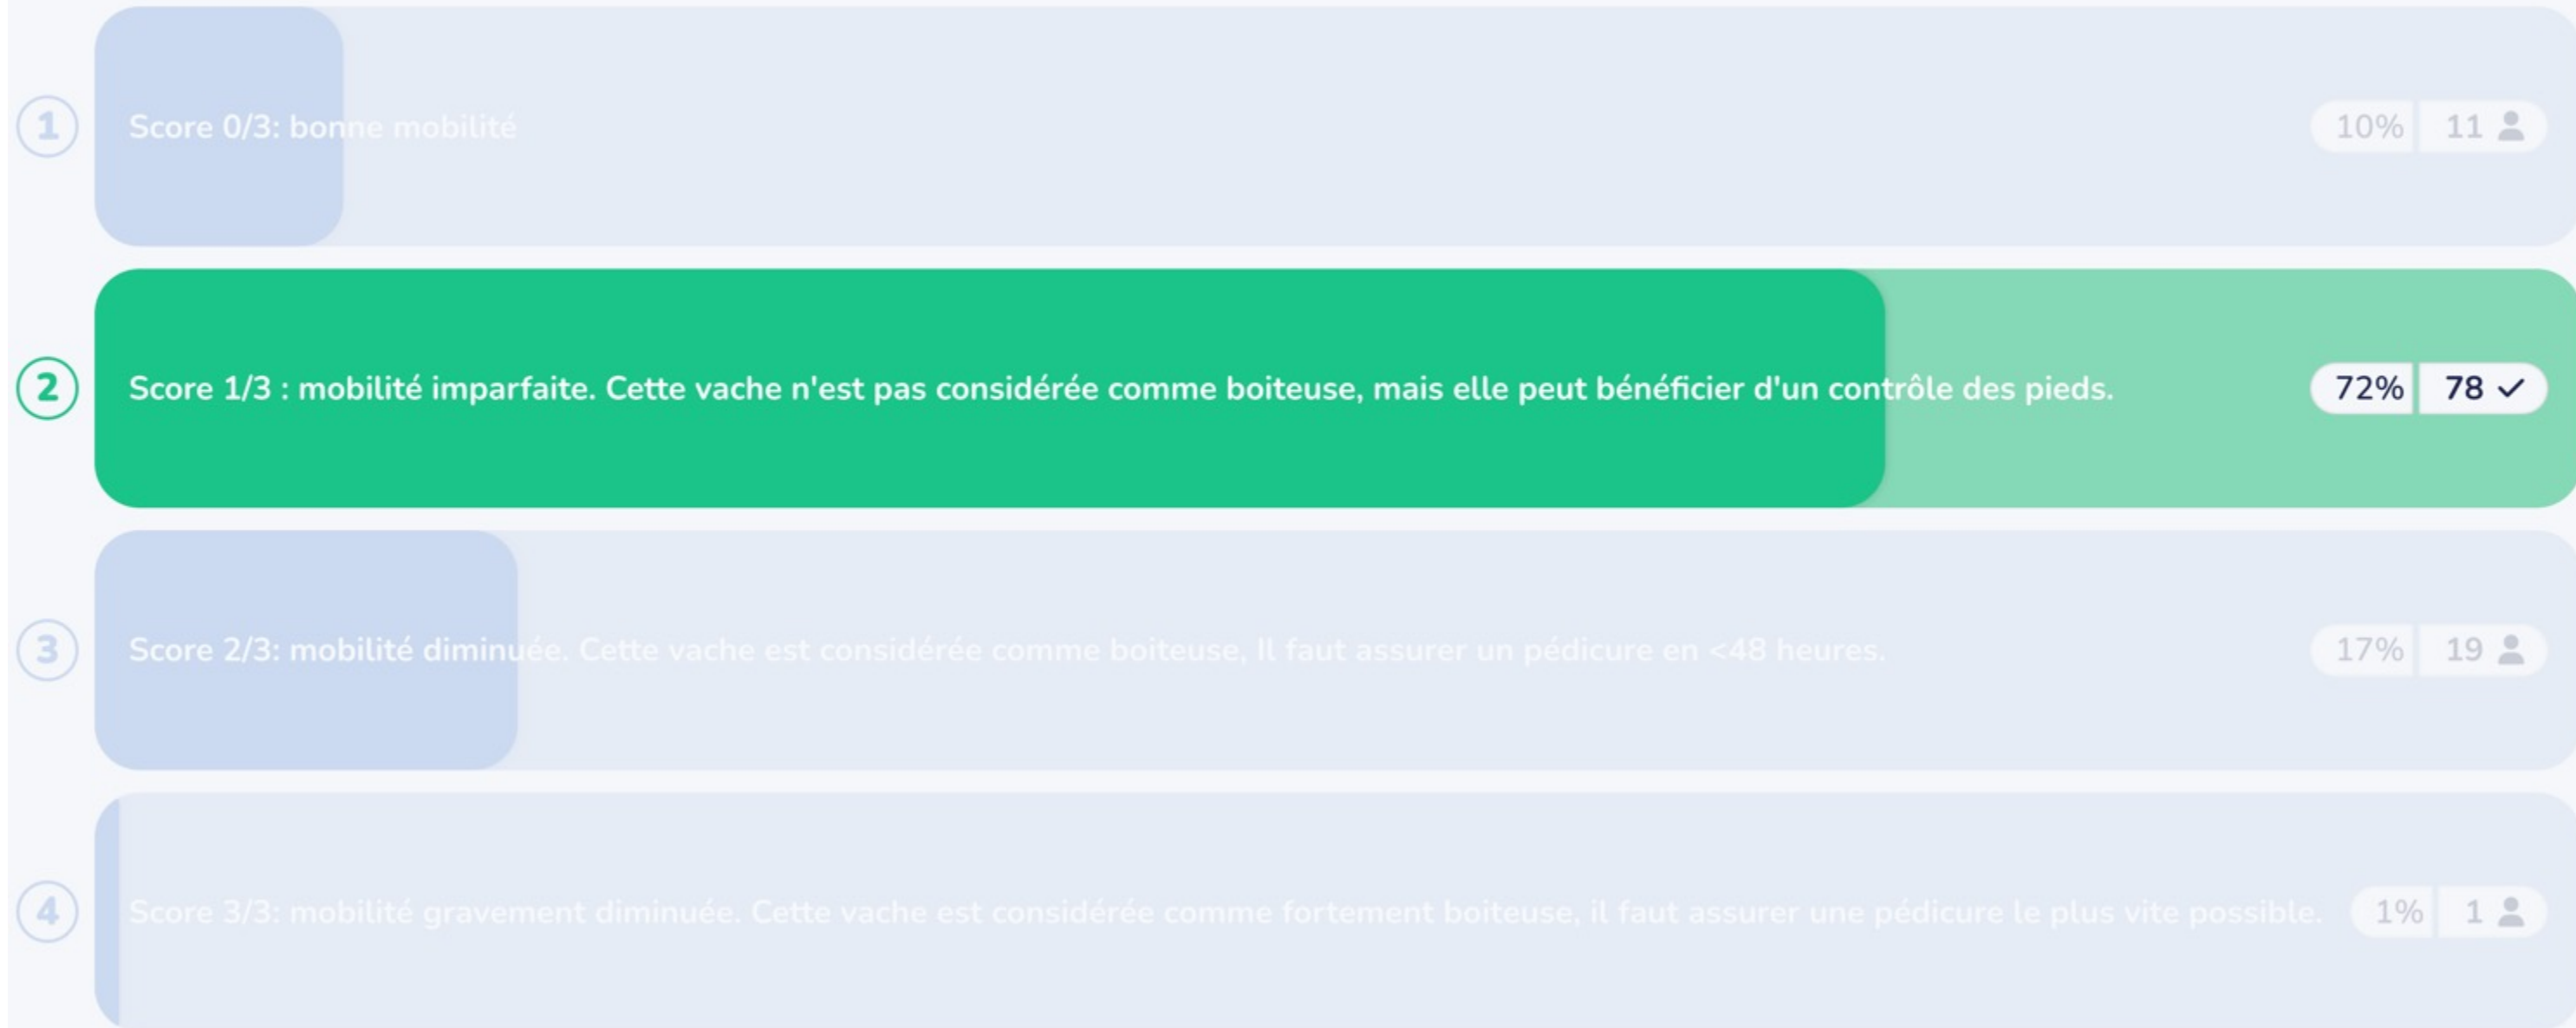 1
Score 0/3: bonne mobilité
10% 11
2
Score 1/3 : mobilité imparfaite. Cette vache n'est pas considérée comme boiteuse, mais elle peut bénéficier d'un contrôle des pieds.
72% 78
3
Score 2/3: mobilité diminuée. Cette vache est considérée comme boiteuse, Il faut assurer un pédicure en <48 heures.
17% 19
4
Score 3/3: mobilité gravement diminuée. Cette vache est considérée comme fortement boiteuse, il faut assurer une pédicure le plus vite possible.
1% 1